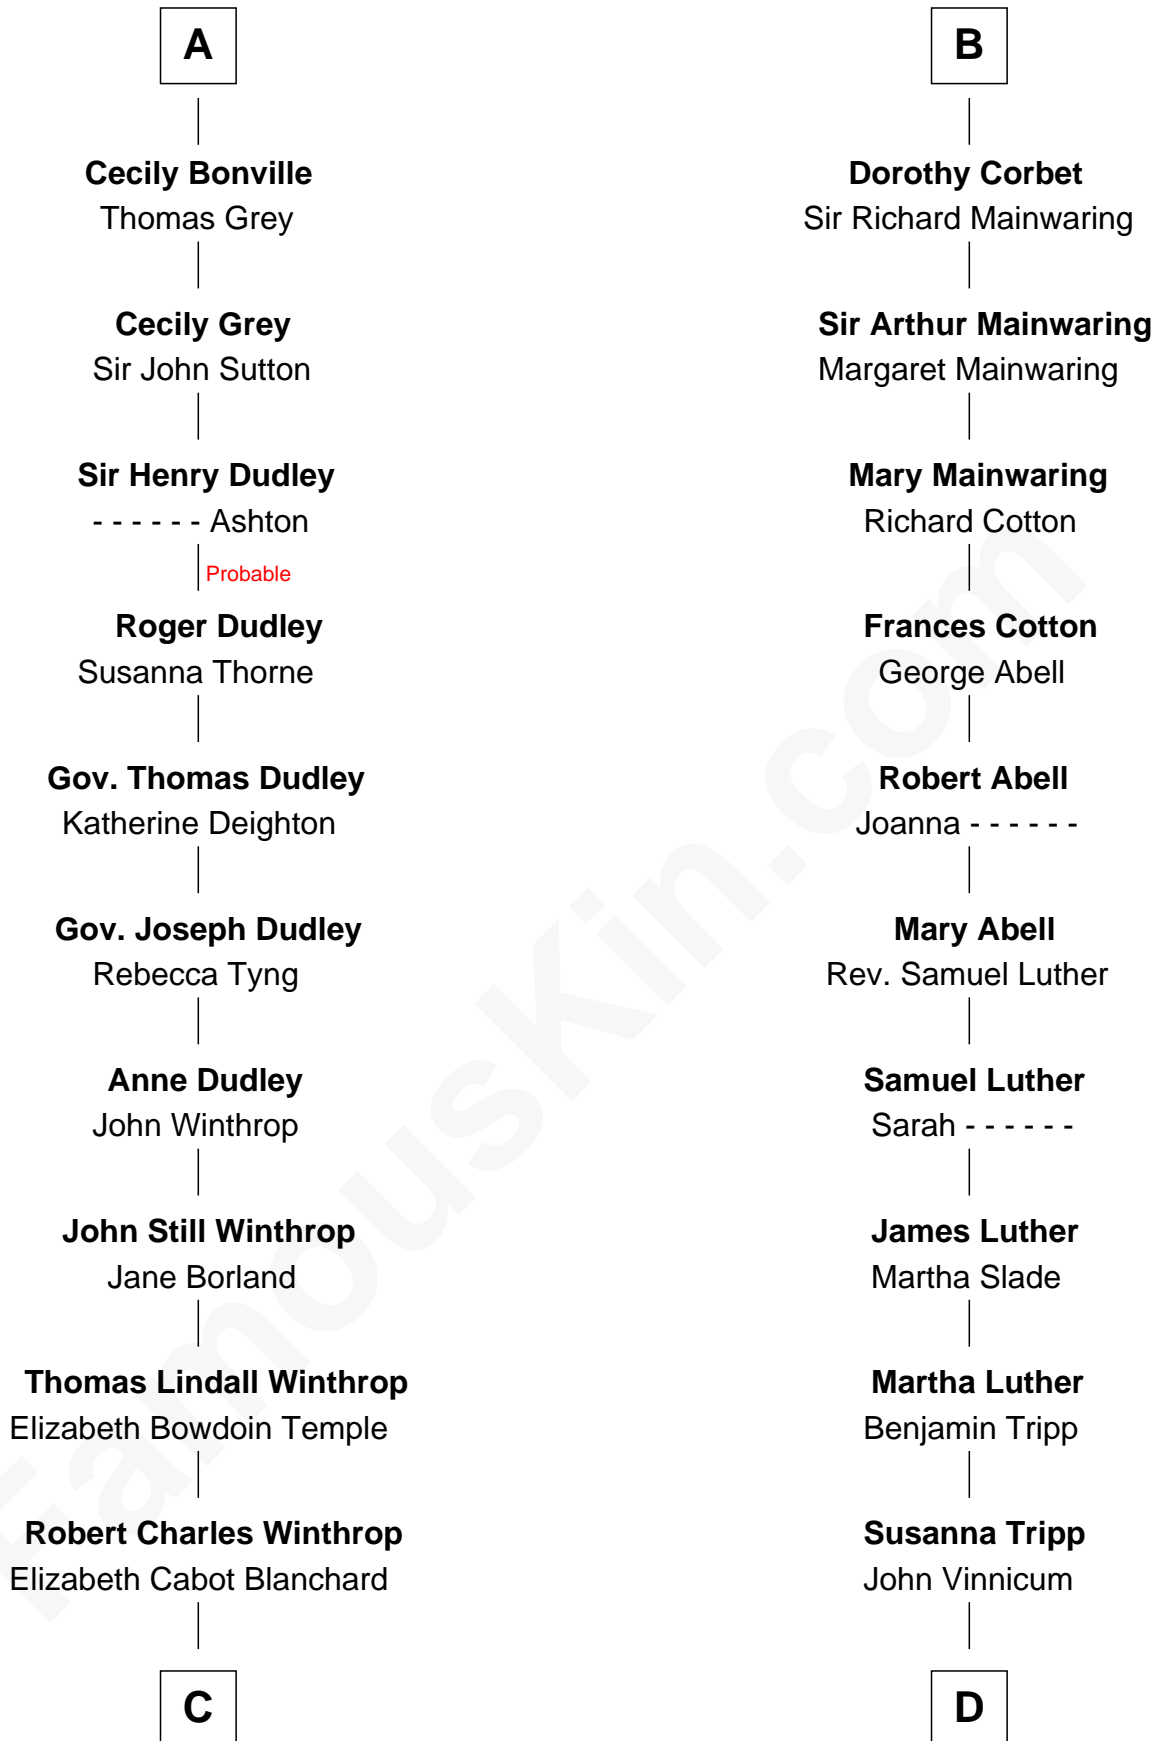 A
Cecily Bonville
Thomas Grey
Cecily Grey
Sir John Sutton
Sir Henry Dudley
- - - - - - Ashton
Probable
Roger Dudley
Susanna Thorne
Gov. Thomas Dudley
Katherine Deighton
Gov. Joseph Dudley
Rebecca Tyng
Anne Dudley
John Winthrop
John Still Winthrop
Jane Borland
Thomas Lindall Winthrop
Elizabeth Bowdoin Temple
Robert Charles Winthrop
Elizabeth Cabot Blanchard
C
B
Dorothy Corbet
Sir Richard Mainwaring
Sir Arthur Mainwaring
Margaret Mainwaring
Mary Mainwaring
Richard Cotton
Frances Cotton
George Abell
Robert Abell
Joanna - - - - - -
Mary Abell
Rev. Samuel Luther
Samuel Luther
Sarah - - - - - -
James Luther
Martha Slade
Martha Luther
Benjamin Tripp
Susanna Tripp
John Vinnicum
D
FamousKin.com